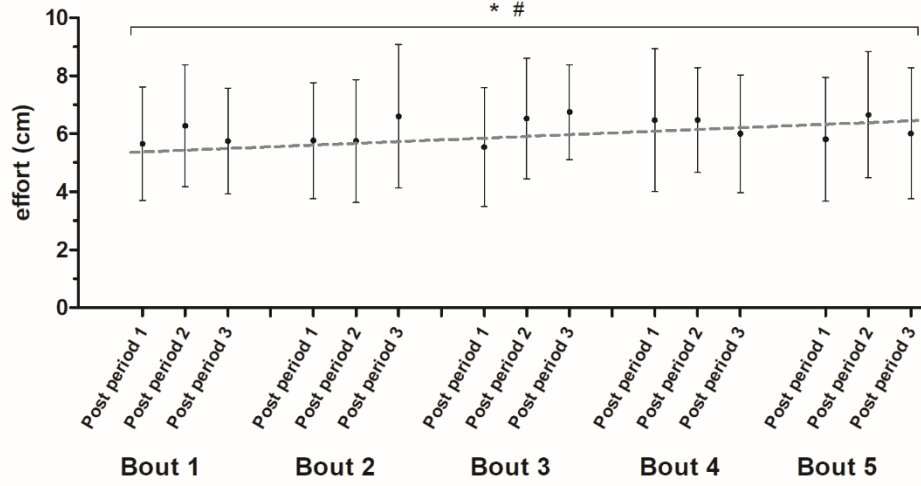 * #
effort (cm)
10
8
6
4
2
0
Post period 1
Post period 2
Post period 3
Post period 1
Post period 2
Post period 3
Post period 1
Post period 2
Post period 3
Post period 1
Post period 2
Post period 3
Post period 1
Post period 2
Post period 3
Bout 1
Bout 2
Bout 3
Bout 4
Bout 5